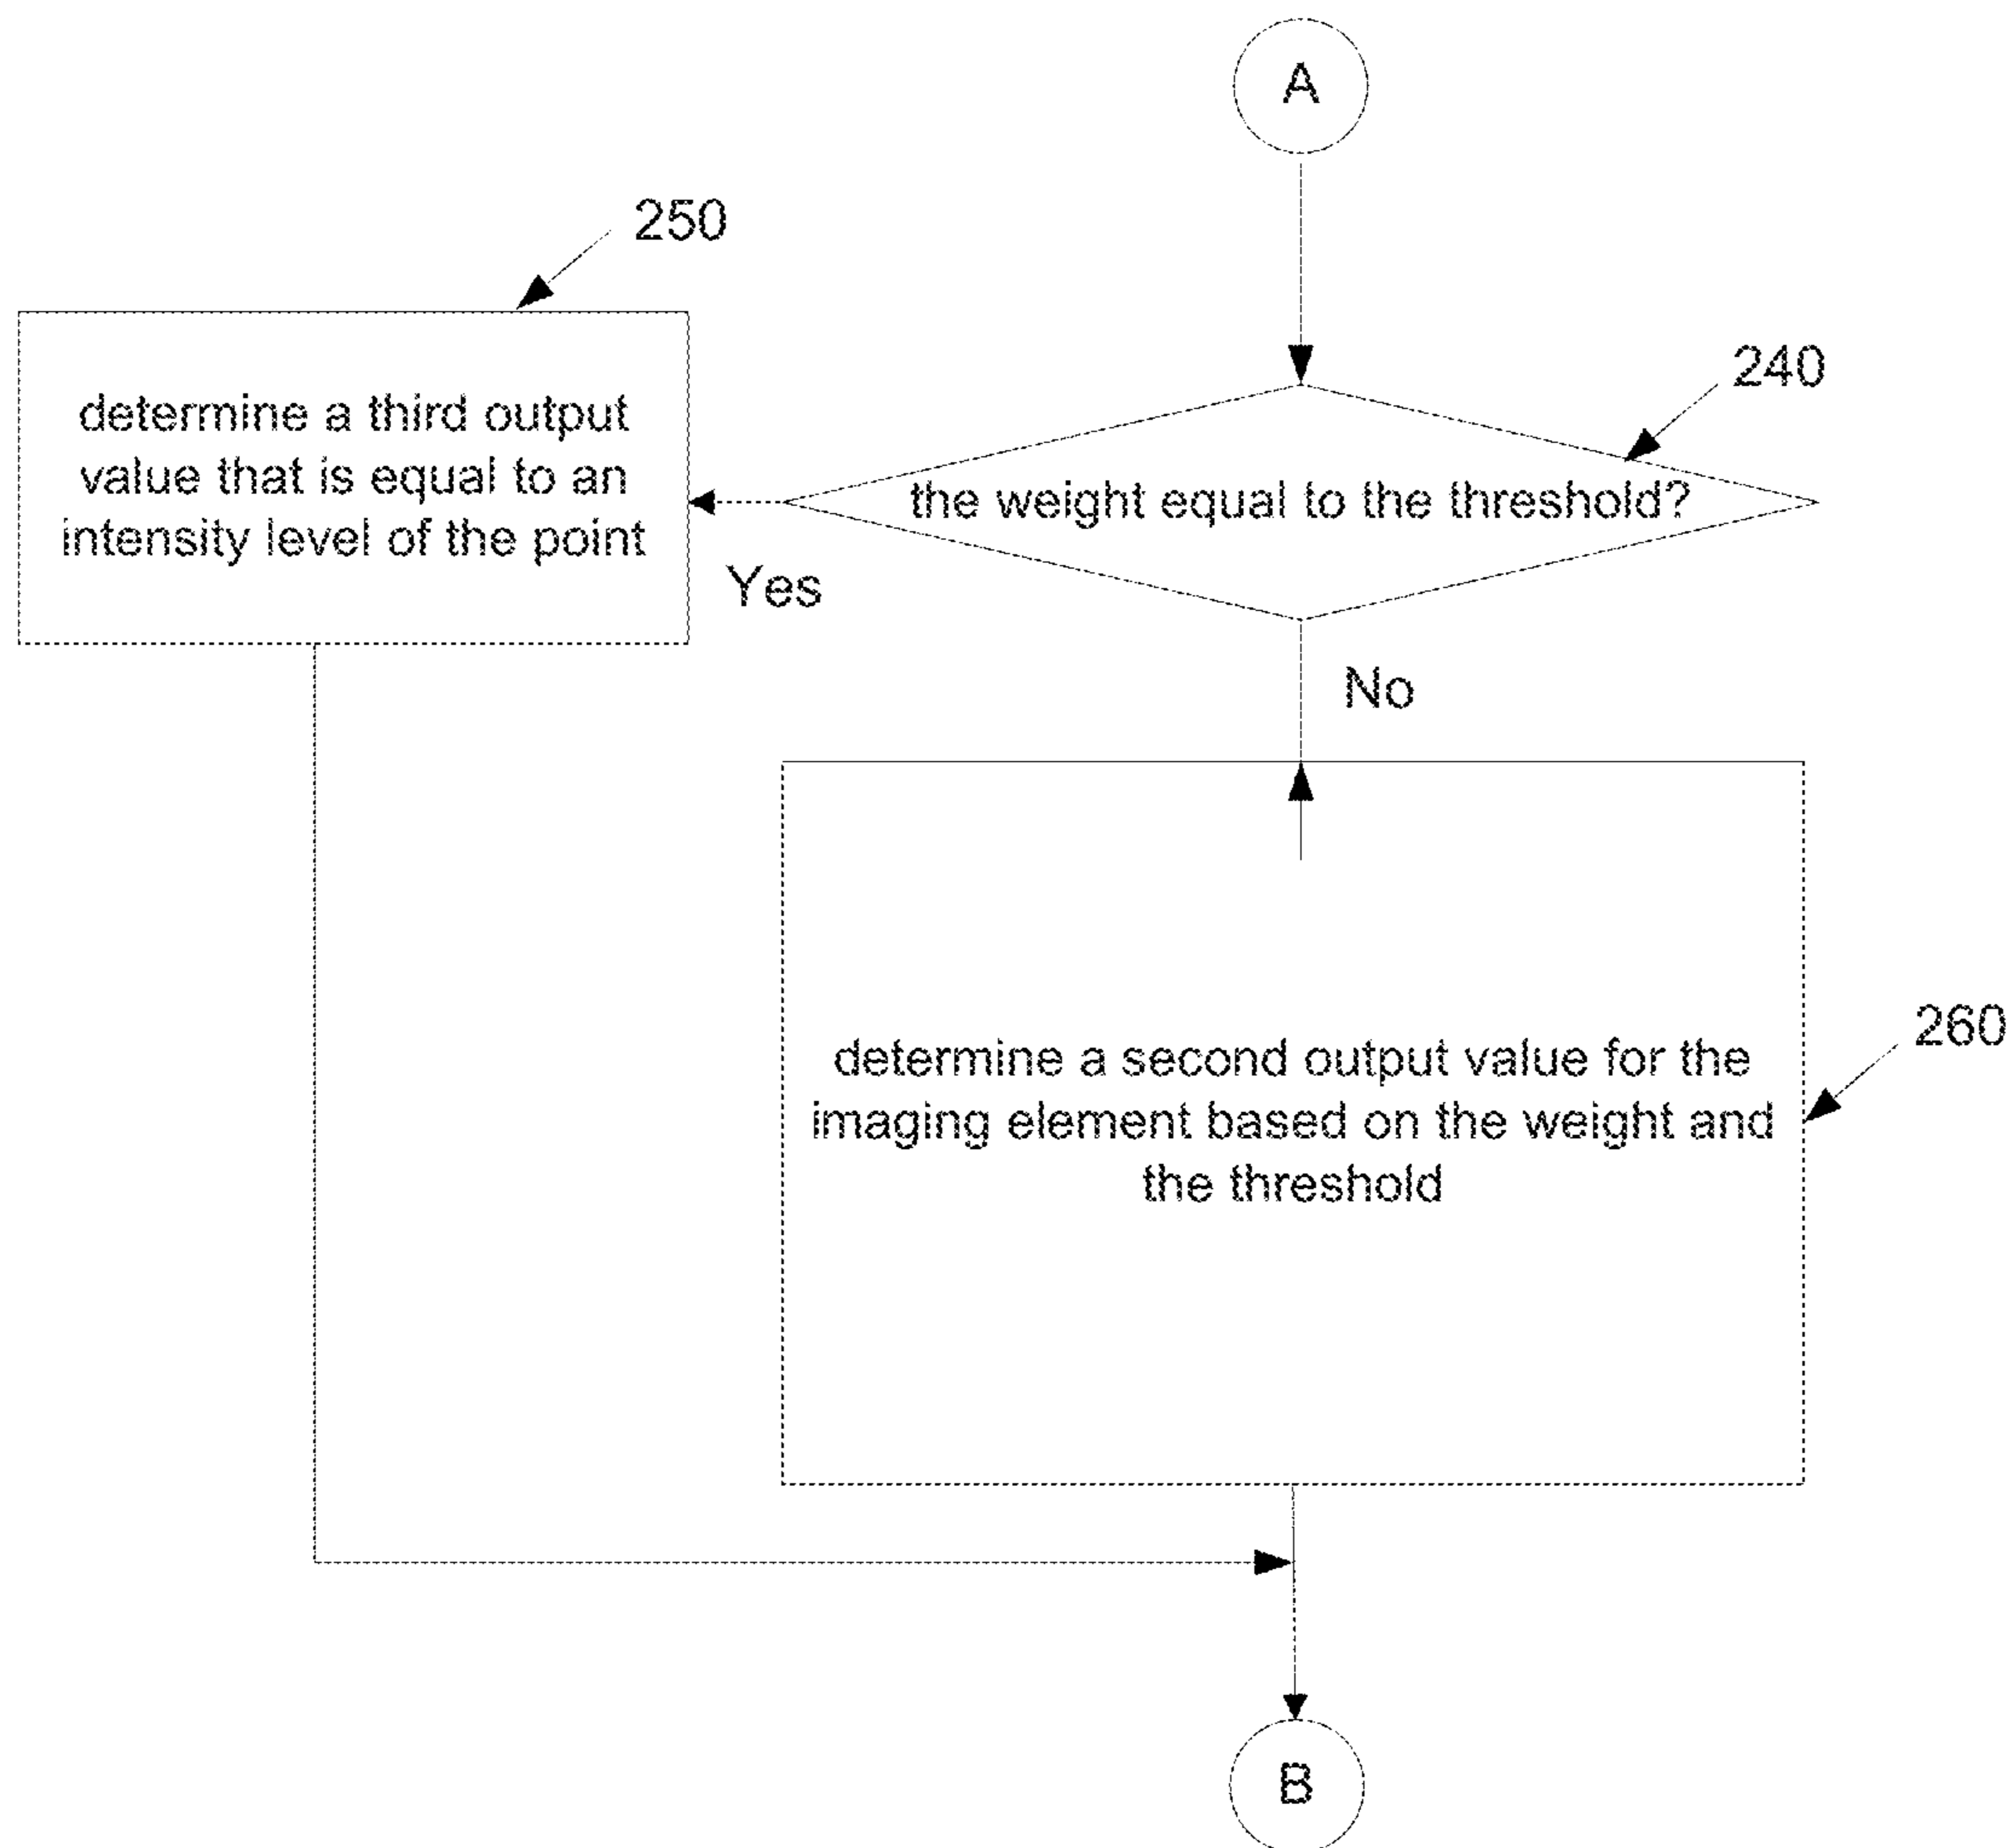 A
250
240
determine a third output
value that is equal to an
intensity level of the point
the weight equal to the threshold?
Yes
No
260
determine a second output value for the
imaging element based on the weight and
the threshold
B